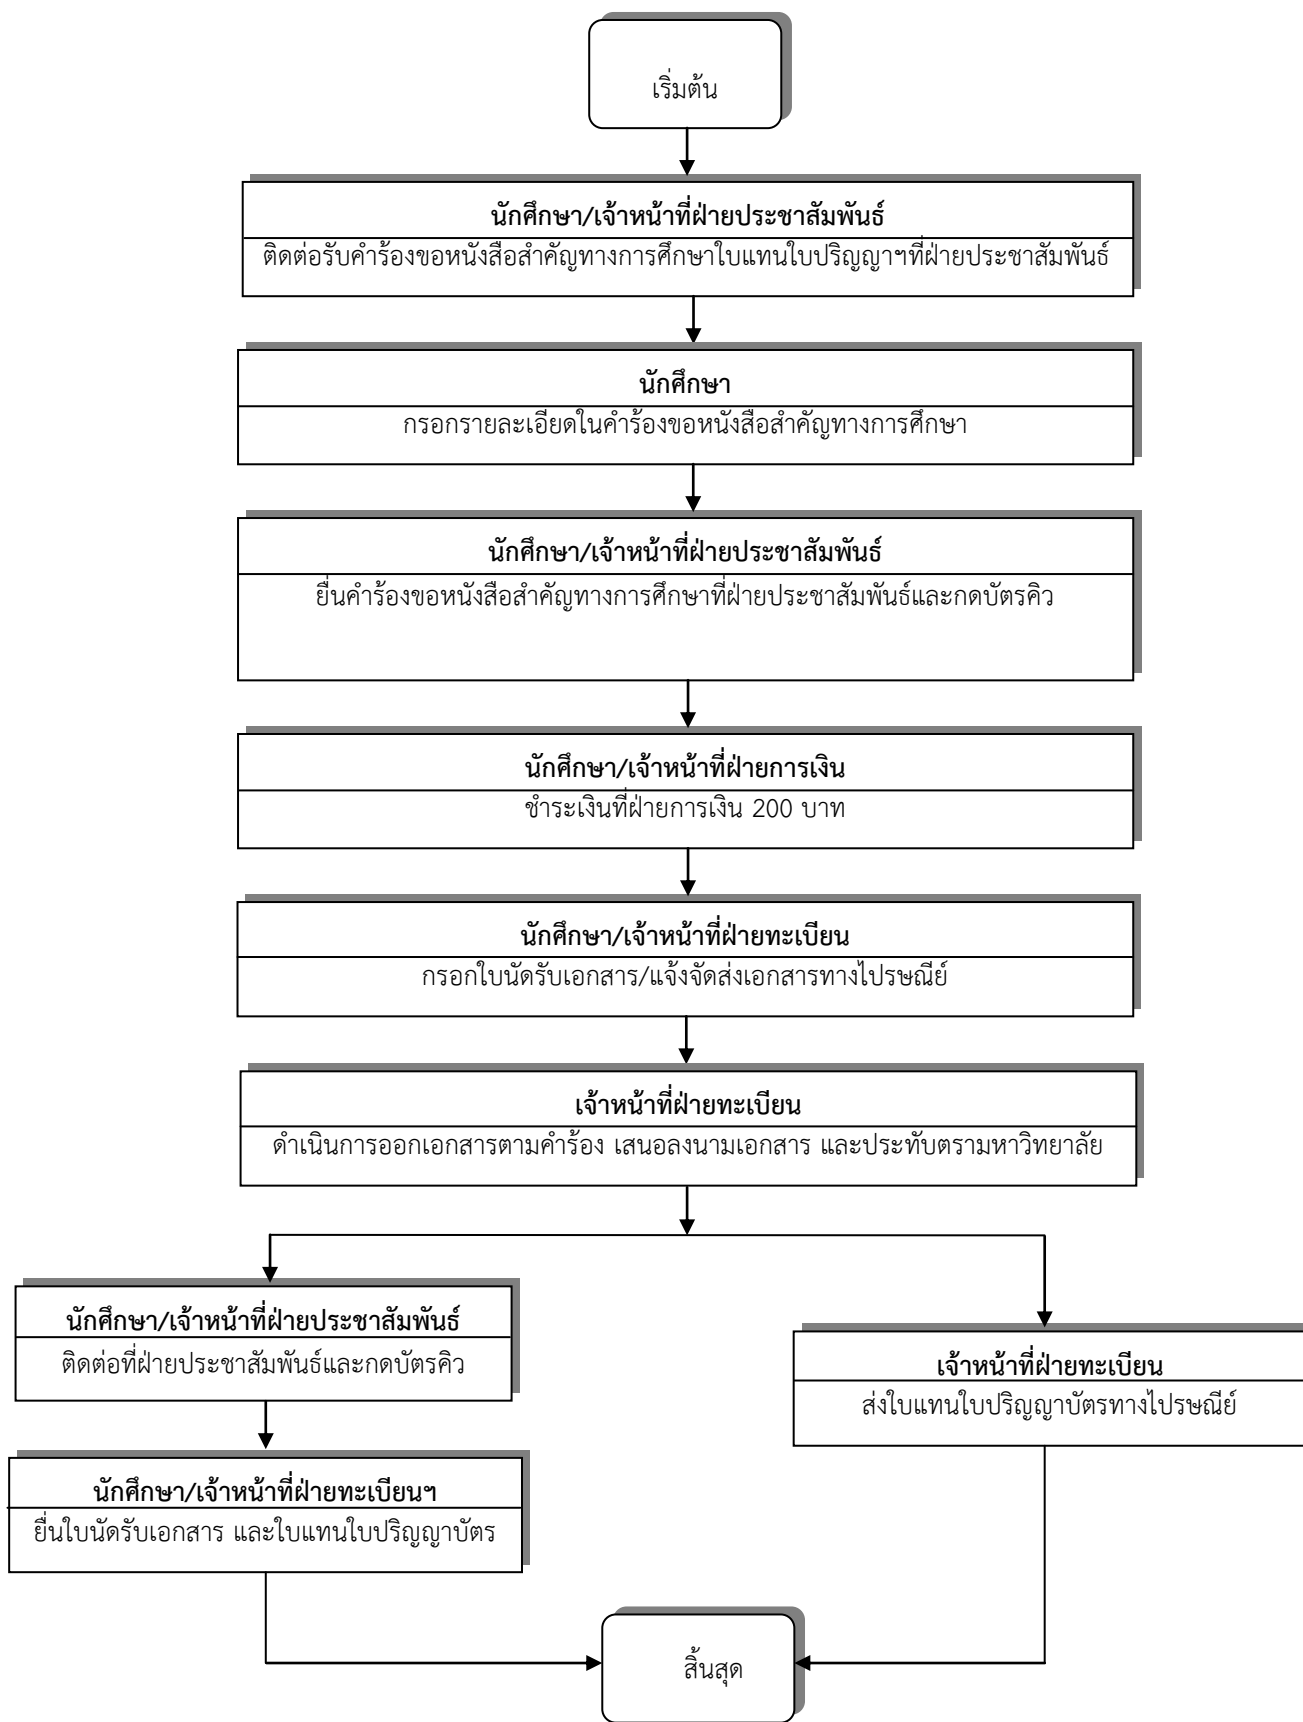 เริ่มต้น
นักศึกษา/เจ้าหน้าที่ฝ่ายประชาสัมพันธ์
ติดต่อรับคำร้องขอหนังสือสำคัญทางการศึกษาใบแทนใบปริญญาฯที่ฝ่ายประชาสัมพันธ์
นักศึกษา
กรอกรายละเอียดในคำร้องขอหนังสือสำคัญทางการศึกษา
นักศึกษา/เจ้าหน้าที่ฝ่ายประชาสัมพันธ์
ยื่นคำร้องขอหนังสือสำคัญทางการศึกษาที่ฝ่ายประชาสัมพันธ์และกดบัตรคิว
นักศึกษา/เจ้าหน้าที่ฝ่ายการเงิน
ชำระเงินที่ฝ่ายการเงิน 200 บาท
นักศึกษา/เจ้าหน้าที่ฝ่ายทะเบียน
กรอกใบนัดรับเอกสาร/แจ้งจัดส่งเอกสารทางไปรษณีย์
เจ้าหน้าที่ฝ่ายทะเบียน
ดำเนินการออกเอกสารตามคำร้อง เสนอลงนามเอกสาร และประทับตรามหาวิทยาลัย
นักศึกษา/เจ้าหน้าที่ฝ่ายประชาสัมพันธ์
ติดต่อที่ฝ่ายประชาสัมพันธ์และกดบัตรคิว
เจ้าหน้าที่ฝ่ายทะเบียน
ส่งใบแทนใบปริญญาบัตรทางไปรษณีย์
นักศึกษา/เจ้าหน้าที่ฝ่ายทะเบียนฯ
ยื่นใบนัดรับเอกสาร และใบแทนใบปริญญาบัตร
สิ้นสุด